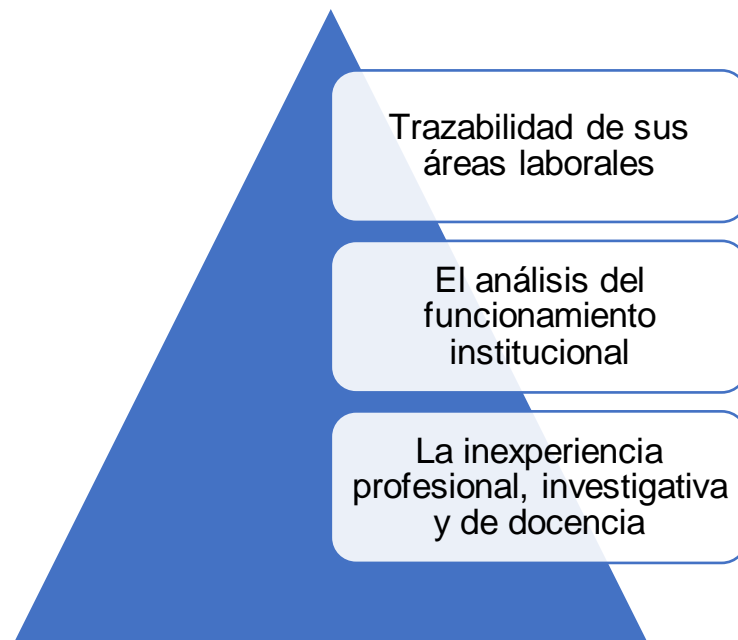 Trazabilidad de sus
áreas laborales
El análisis del
funcionamiento
institucional
La inexperiencia
profesional, investigativa
y de docencia